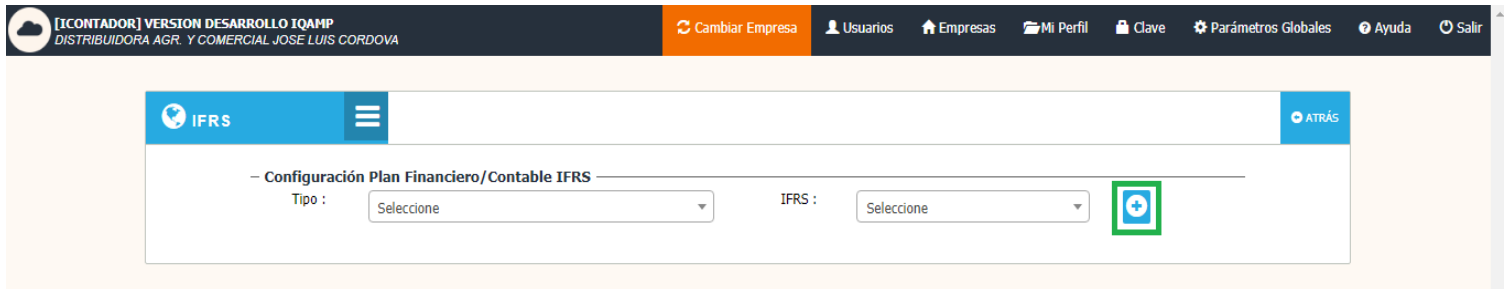 [ICONTADOR] VERSION DESARROLLO IQAMP
DISTRIBUIDORA AGR. Y COMERCIAL JOSE LUIS CORDOVA
Cambiar Empresa Usuarios Empresas Mi Perfil Clave Parámetros Globales Ayuda Salir
IFRS
ATRÁS
Configuración Plan Financiero/Contable IFRS
Tipo : Seleccione IFRS : Seleccione